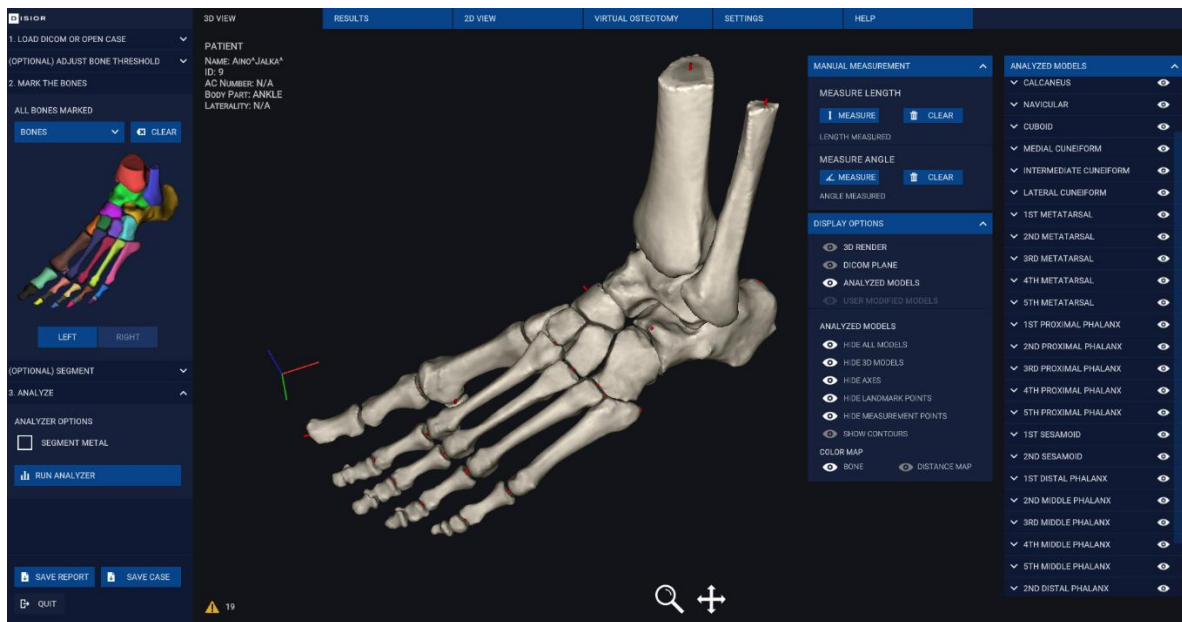 DISIOR
1. LOAD DICOM OR OPEN CASE
(OPTIONAL) ADJUST BONE THRESHOLD
2. MARK THE BONES
ALL BONES MARKED
BONES
CLEAR
LEFT
RIGHT
(OPTIONAL) SEGMENT
3. ANALYZE
ANALYZER OPTIONS
SEGMENT METAL
RUN ANALYZER
SAVE REPORT
SAVE CASE
QUIT
3D VIEW
RESULTS
2D VIEW
VIRTUAL OSTEOTOMY
SETTINGS
HELP
PATIENT
NAME: AINO^JALKA^
ID: 9
AC NUMBER: N/A
BODY PART: ANKLE
LATERALITY: N/A
19
MANUAL MEASUREMENT
MEASURE LENGTH
MEASURE
CLEAR
LENGTH MEASURED
MEASURE ANGLE
MEASURE
CLEAR
ANGLE MEASURED
DISPLAY OPTIONS
3D RENDER
DICOM PLANE
ANALYZED MODELS
USER MODIFIED MODELS
ANALYZED MODELS
HIDE ALL MODELS
HIDE 3D MODELS
HIDE AXES
HIDE LANDMARK POINTS
HIDE MEASUREMENT POINTS
SHOW CONTOURS
COLOR MAP
BONE
DISTANCE MAP
ANALYZED MODELS
CALCANEUS
NAVICULAR
CUBOID
MEDIAL CUNEIFORM
INTERMEDIATE CUNEIFORM
LATERAL CUNEIFORM
1ST METATARSAL
2ND METATARSAL
3RD METATARSAL
4TH METATARSAL
5TH METATARSAL
1ST PROXIMAL PHALANX
2ND PROXIMAL PHALANX
3RD PROXIMAL PHALANX
4TH PROXIMAL PHALANX
5TH PROXIMAL PHALANX
1ST SESAMOID
2ND SESAMOID
1ST DISTAL PHALANX
2ND MIDDLE PHALANX
3RD MIDDLE PHALANX
4TH MIDDLE PHALANX
5TH MIDDLE PHALANX
2ND DISTAL PHALANX